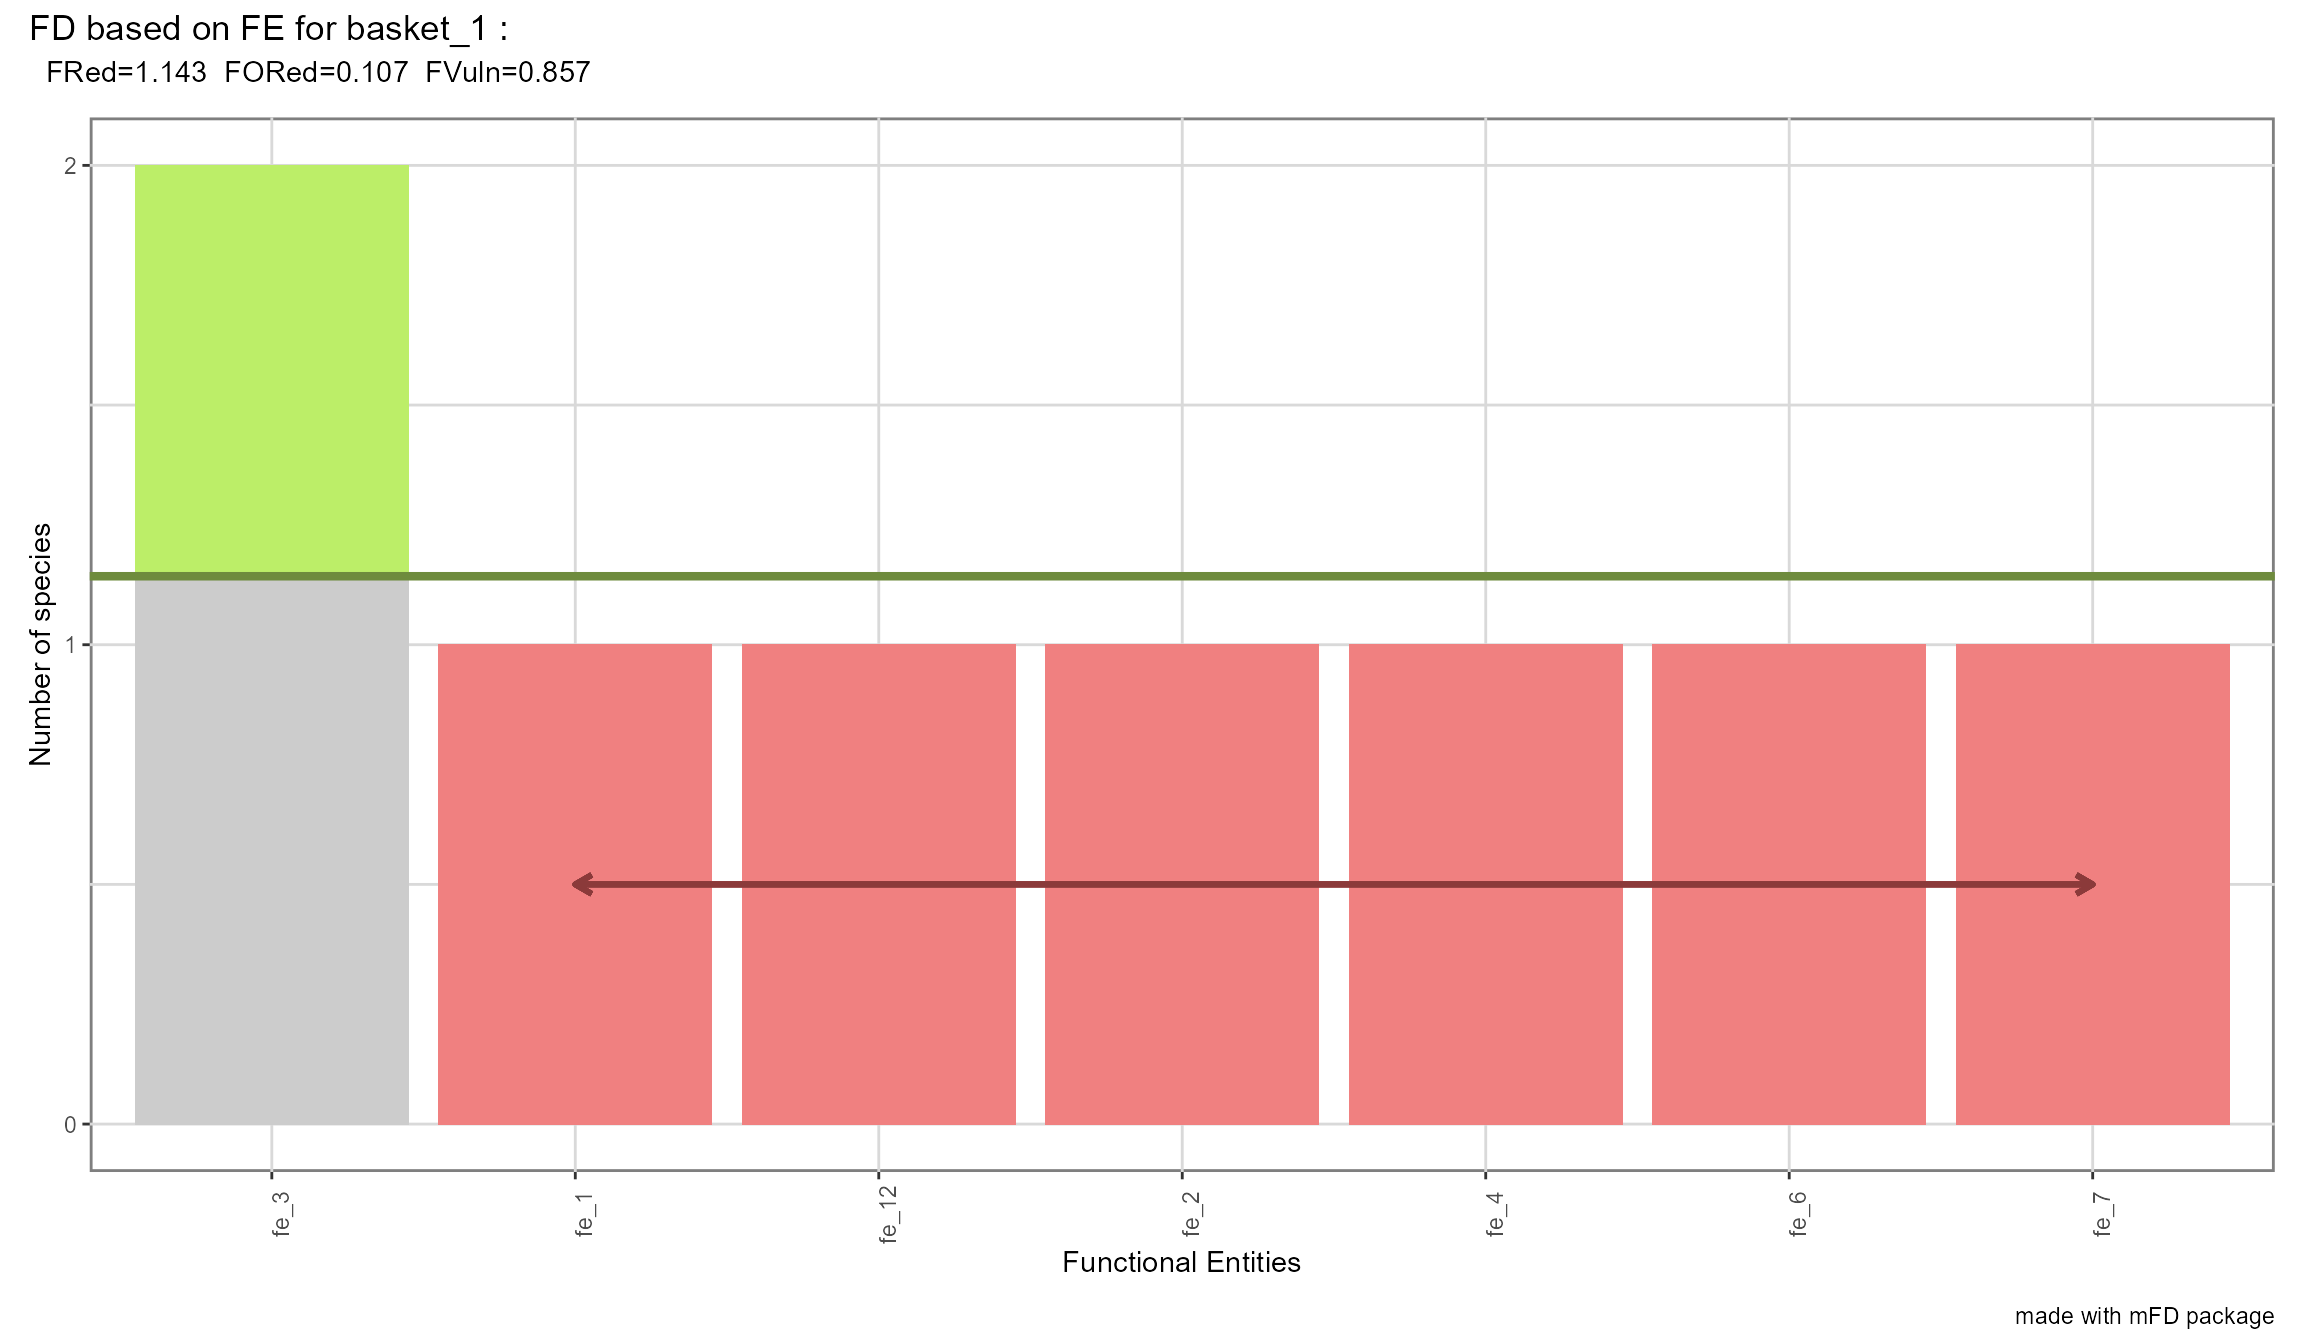 FD based on FE for basket_1 :
FRed=1.143 FORed=0.107 FVuln=0.857
Number of species
2
1
0
fe_3 fe_1 fe_12 fe_2 fe_4 fe_6 fe_7
Functional Entities
made with mFD package